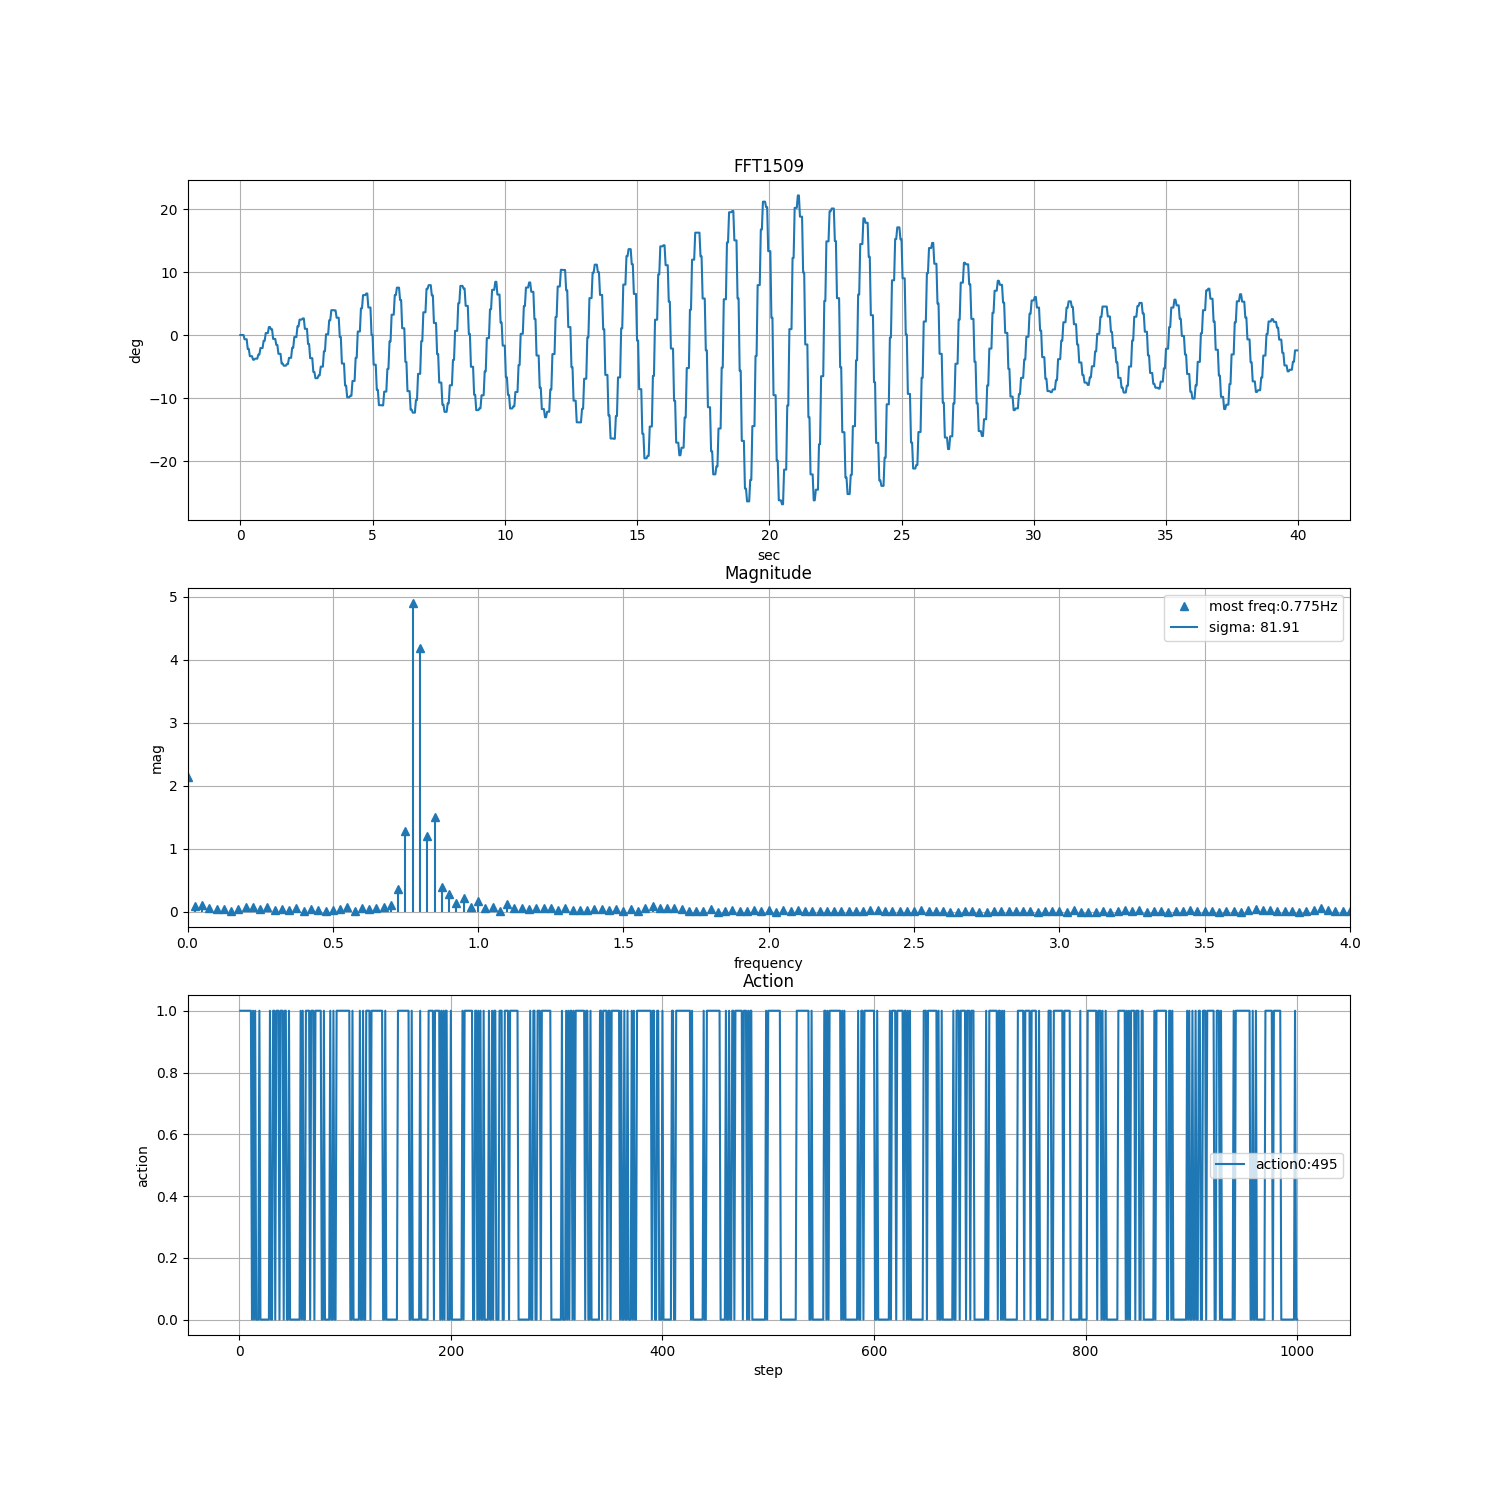 FFT1509
20
10
0
−10
−20
deg
0 5 10 15 20 25 30 35 40
sec
Magnitude
5
4
3
2
1
0
mag
most freq:0.775Hz
sigma: 81.91
0.0 0.5 1.0 1.5 2.0 2.5 3.0 3.5 4.0
frequency
Action
1.0
0.8
0.6
0.4
0.2
0.0
action
action0:495
0 200 400 600 800 1000
step